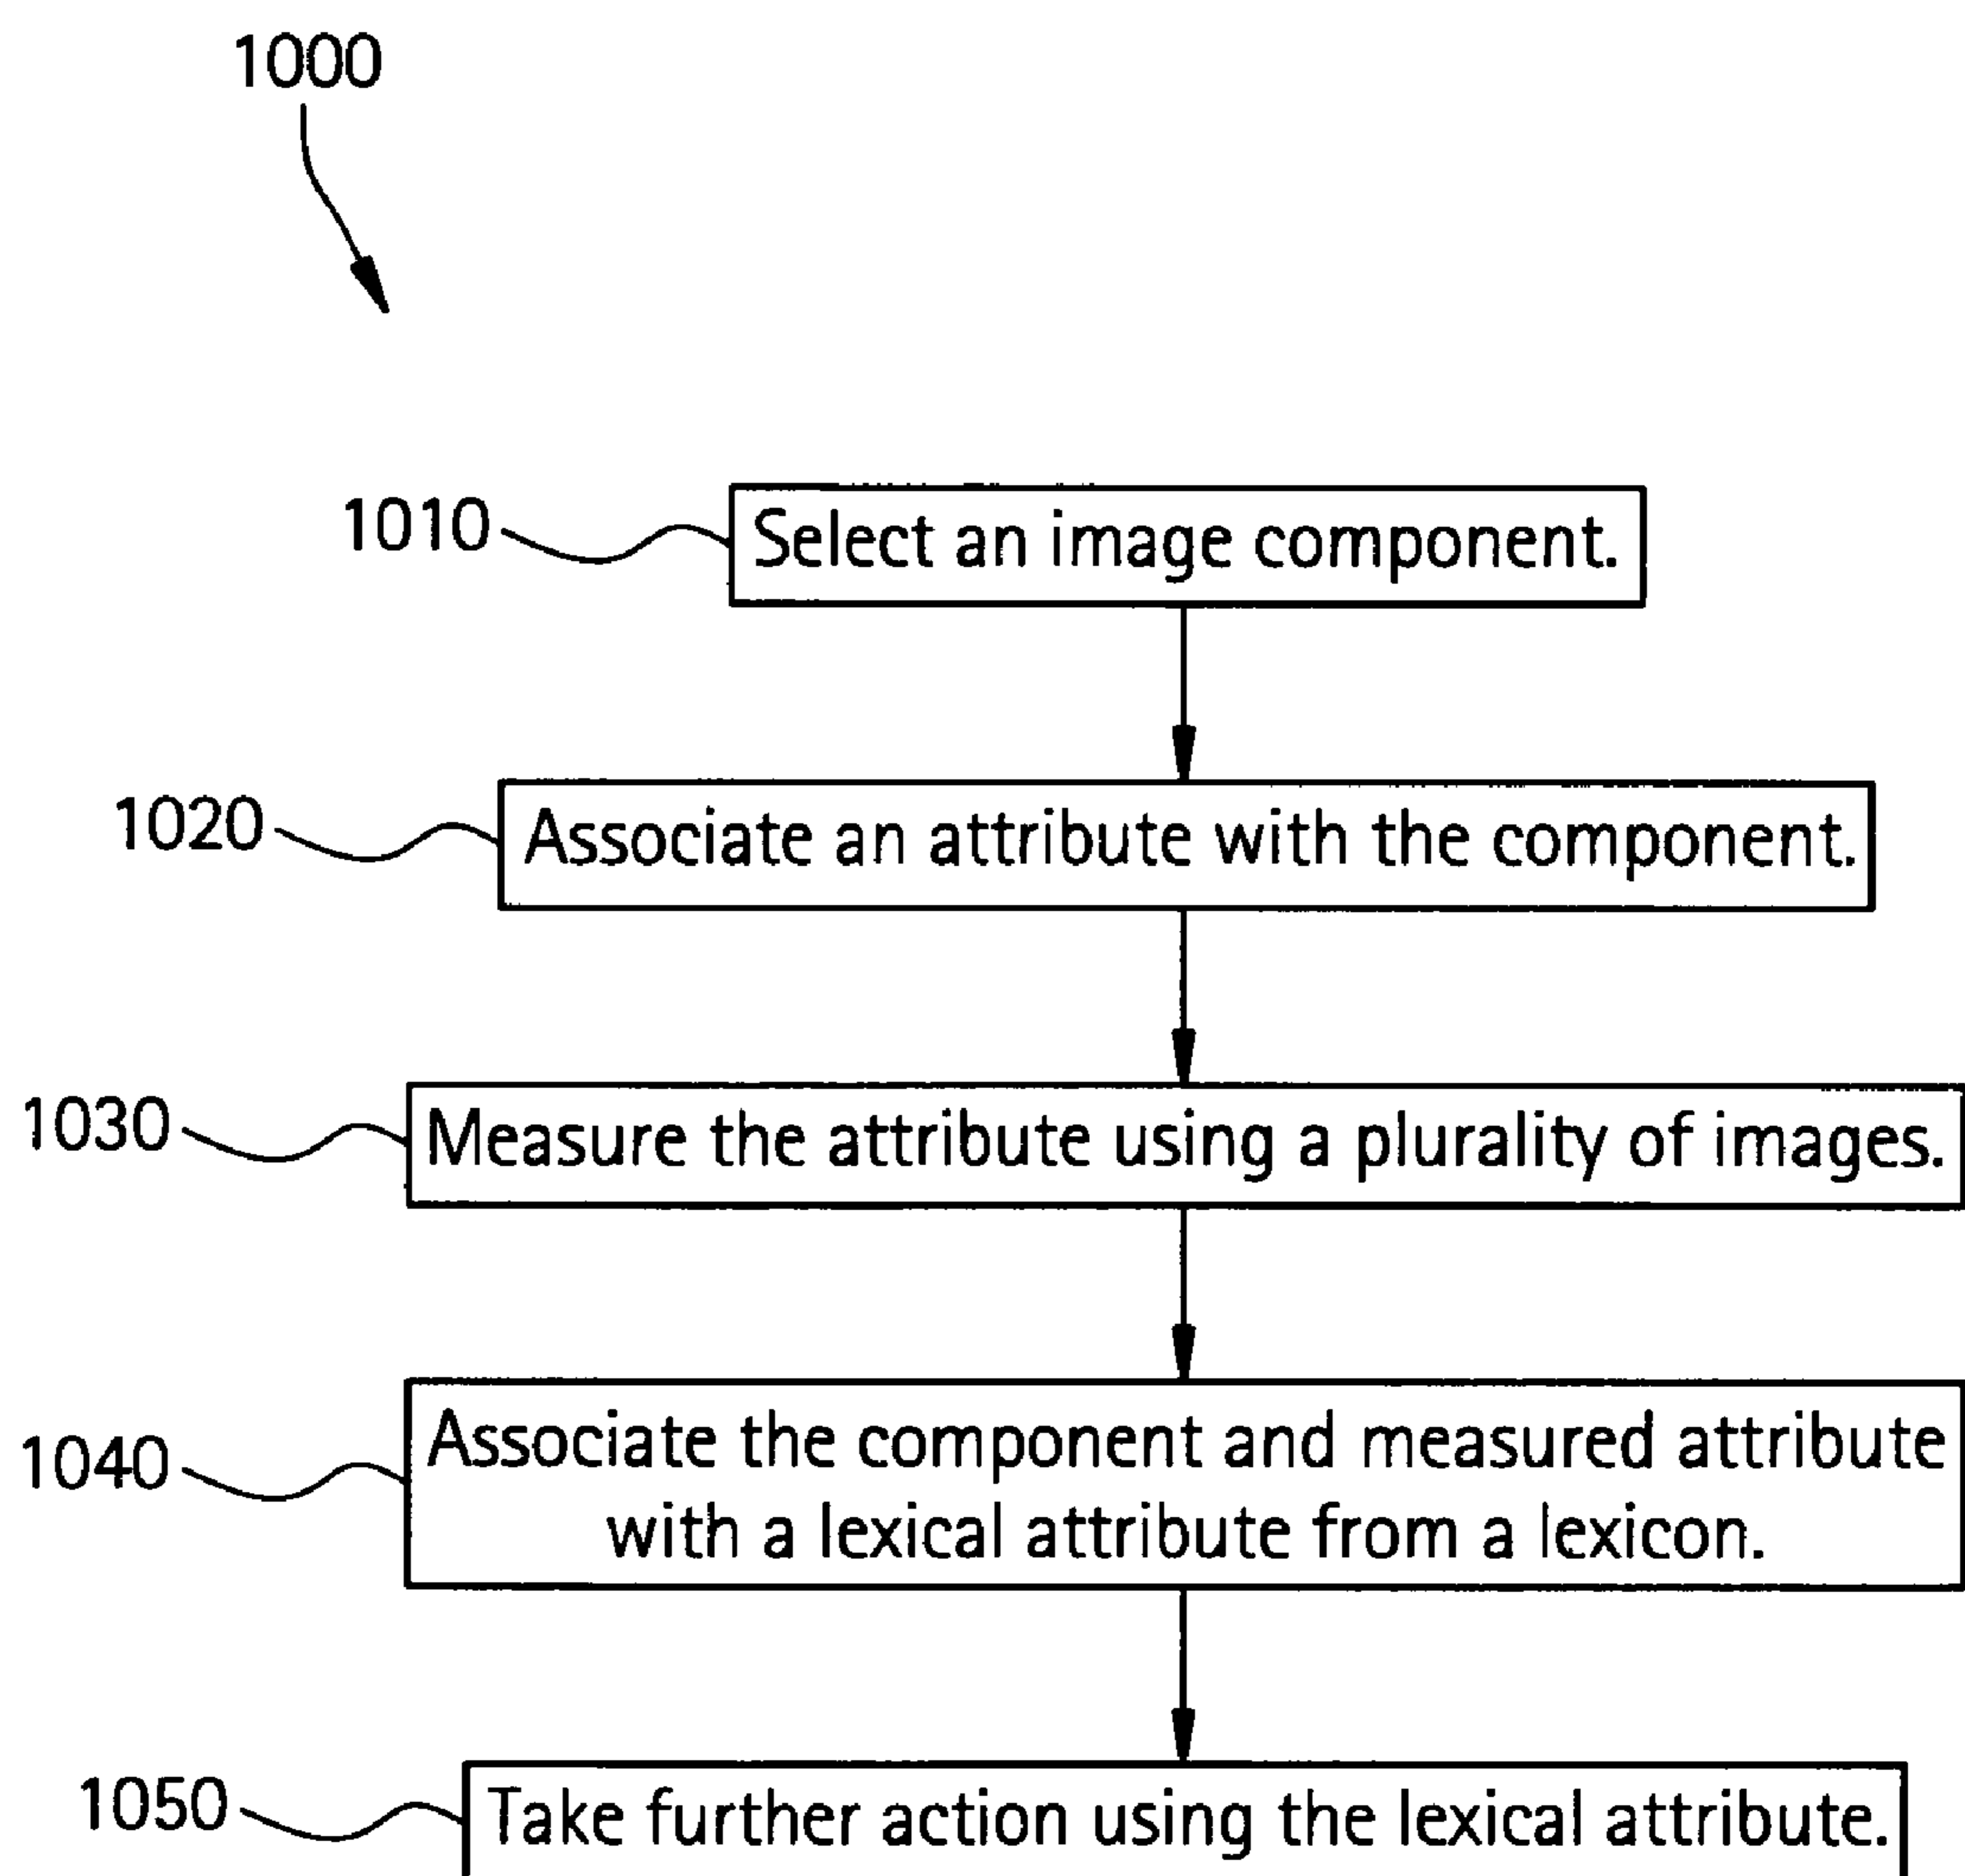 1000
1010 Select an image component.
1020 Associate an attribute with the component.
1030 Measure the attribute using a plurality of images.
1040 Associate the component and measured attribute
with a lexical attribute from a lexicon.
1050 Take further action using the lexical attribute.